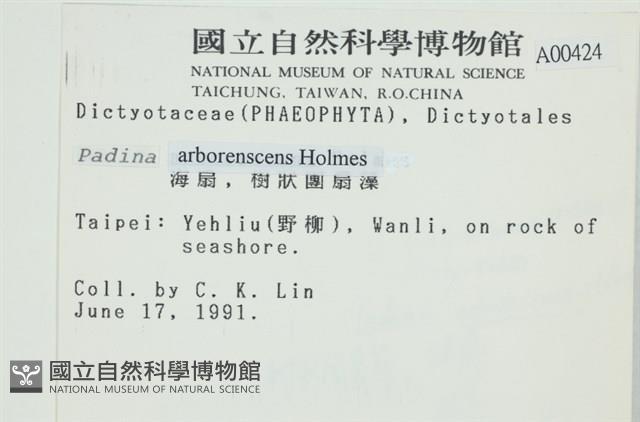 國立自然科學博物館
A00424
NATIONAL MUSEUM OF NATURAL SCIENCE
TAICHUNG, TAIWAN, R.O.CHINA
Dictyotaceae(PHAEOPHYTA), Dictyotales
Padina arborenscens Holmes
海扇, 樹狀團扇藻
Taipei: Yehliu(野柳), Wanli, on rock of
seashore.
Coll. by C. K. Lin
June 17, 1991.
國立自然科學博物館
NATIONAL MUSEUM OF NATURAL SCIENCE